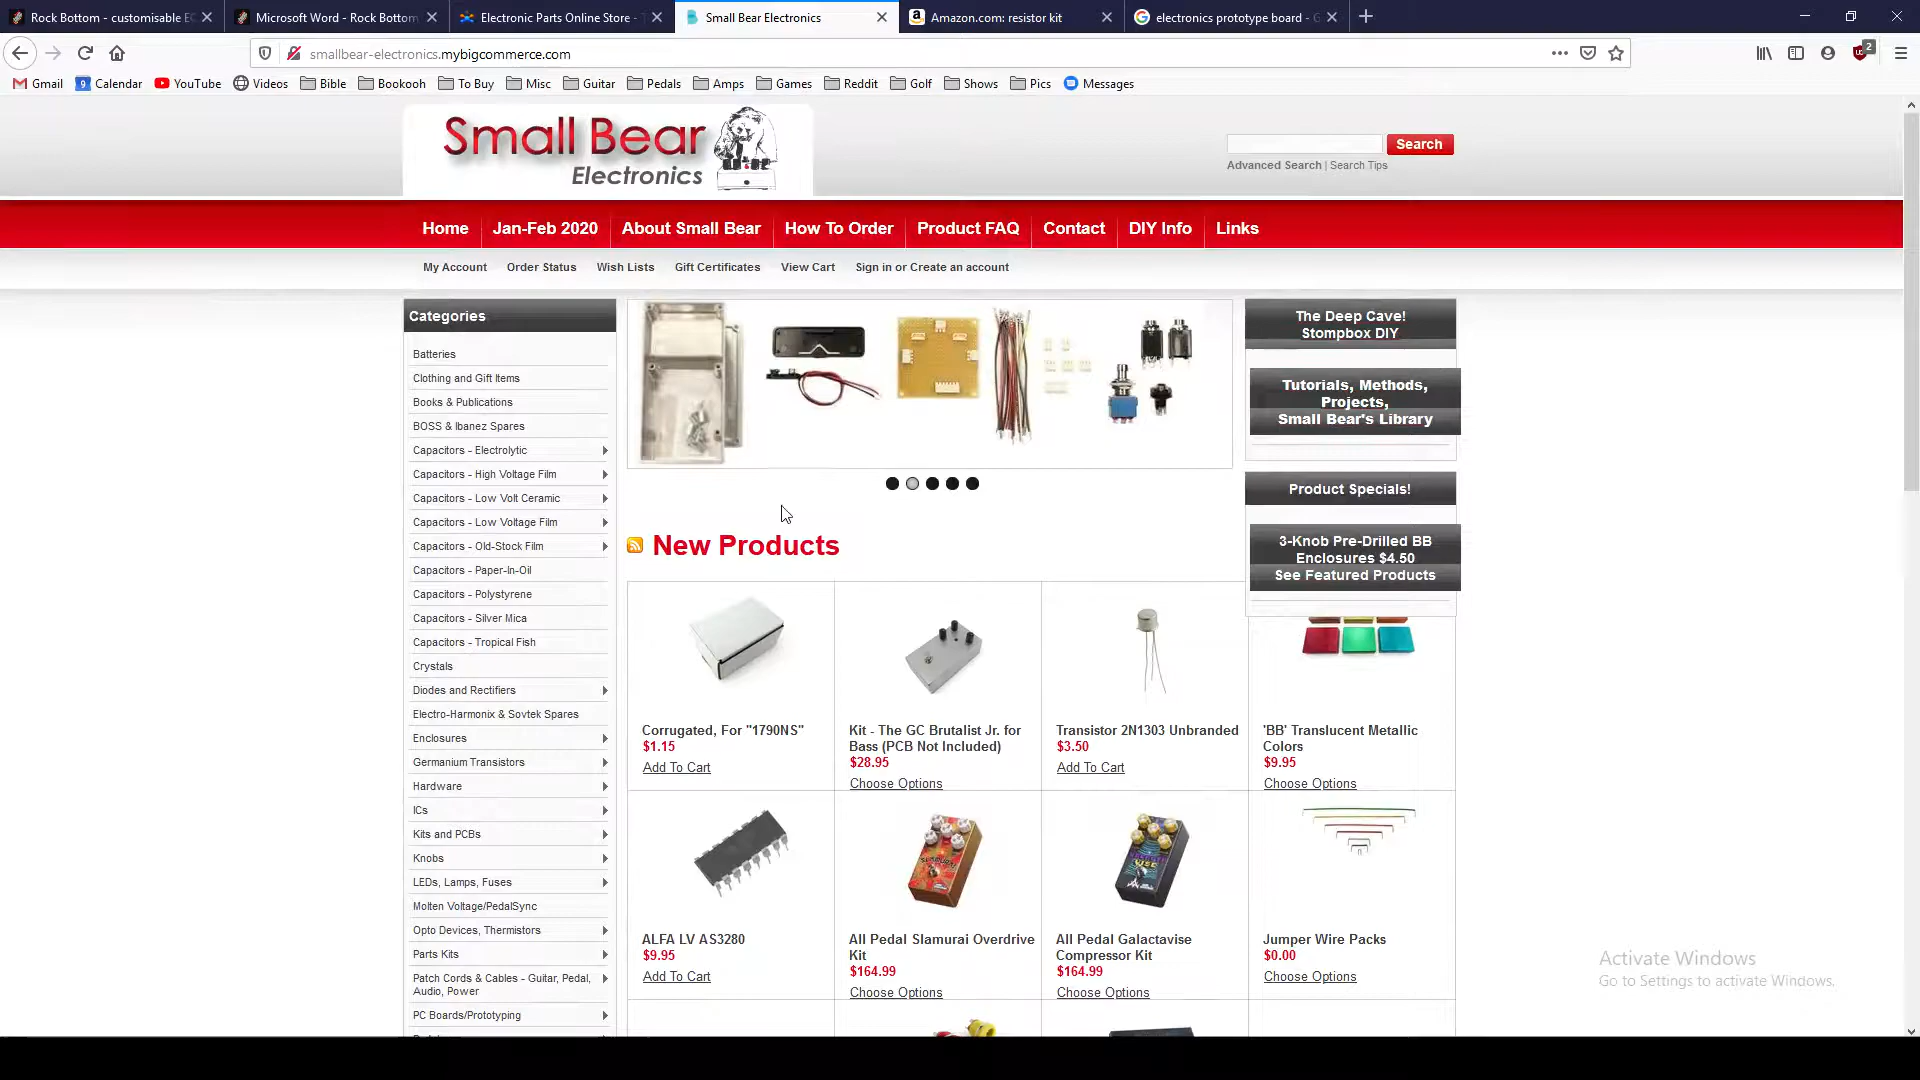 Rock Bottom - customisable EC
Microsoft Word - Rock Bottom
Electronic Parts Online Store -
Small Bear Electronics
Amazon.com: resistor kit
electronics prototype board - G
smallbear-electronics.mybigcommerce.com
2
Gmail
Calendar
YouTube
Videos
Bible
Bookooh
To Buy
Misc
Guitar
Pedals
Amps
Games
Reddit
Golf
Shows
Pics
Messages
Small Bear
Electronics
Search
Advanced Search | Search Tips
Home
Jan-Feb 2020
About Small Bear
How To Order
Product FAQ
Contact
DIY Info
Links
My Account
Order Status
Wish Lists
Gift Certificates
View Cart
Sign in or Create an account
Categories
Batteries
Clothing and Gift Items
Books & Publications
BOSS & Ibanez Spares
Capacitors - Electrolytic
Capacitors - High Voltage Film
Capacitors - Low Volt Ceramic
Capacitors - Low Voltage Film
Capacitors - Old-Stock Film
Capacitors - Paper-In-Oil
Capacitors - Polystyrene
Capacitors - Silver Mica
Capacitors - Tropical Fish
Crystals
Diodes and Rectifiers
Electro-Harmonix & Sovtek Spares
Enclosures
Germanium Transistors
Hardware
ICs
Kits and PCBs
Knobs
LEDs, Lamps, Fuses
Molten Voltage/PedalSync
Opto Devices, Thermistors
Parts Kits
Patch Cords & Cables - Guitar, Pedal,
Audio, Power
PC Boards/Prototyping
The Deep Cave!
Stompbox DIY
Tutorials, Methods,
Projects,
Small Bear's Library
Product Specials!
3-Knob Pre-Drilled BB
Enclosures $4.50
See Featured Products
New Products
Corrugated, For "1790NS"
$1.15
Add To Cart
Kit - The GC Brutalist Jr. for
Bass (PCB Not Included)
$28.95
Choose Options
Transistor 2N1303 Unbranded
$3.50
Add To Cart
'BB' Translucent Metallic
Colors
$9.95
Choose Options
ALFA LV AS3280
$9.95
Add To Cart
All Pedal Slamurai Overdrive
Kit
$164.99
Choose Options
All Pedal Galactavise
Compressor Kit
$164.99
Choose Options
Jumper Wire Packs
$0.00
Choose Options
Activate Windows
Go to Settings to activate Windows.